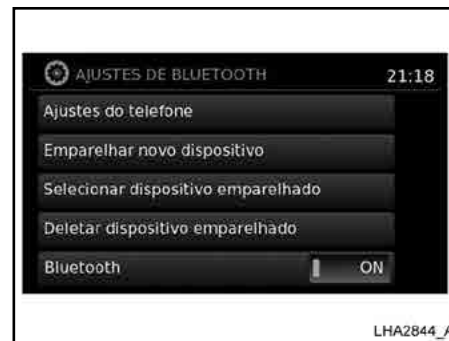 AJUSTES DE BLUETOOTH 21:18
Ajustes do telefone
Emparelhar novo dispositivo
Selecionar dispositivo emparelhado
Deletar dispositivo emparelhado
Bluetooth ON
LHA2844_A